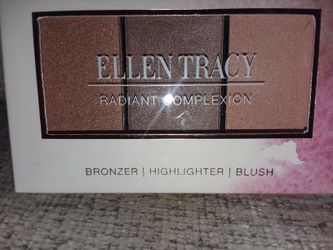 ELLEN TRACY
RADIANT COMPLEXION
BRONZER | HIGHLIGHTER | BLUSH